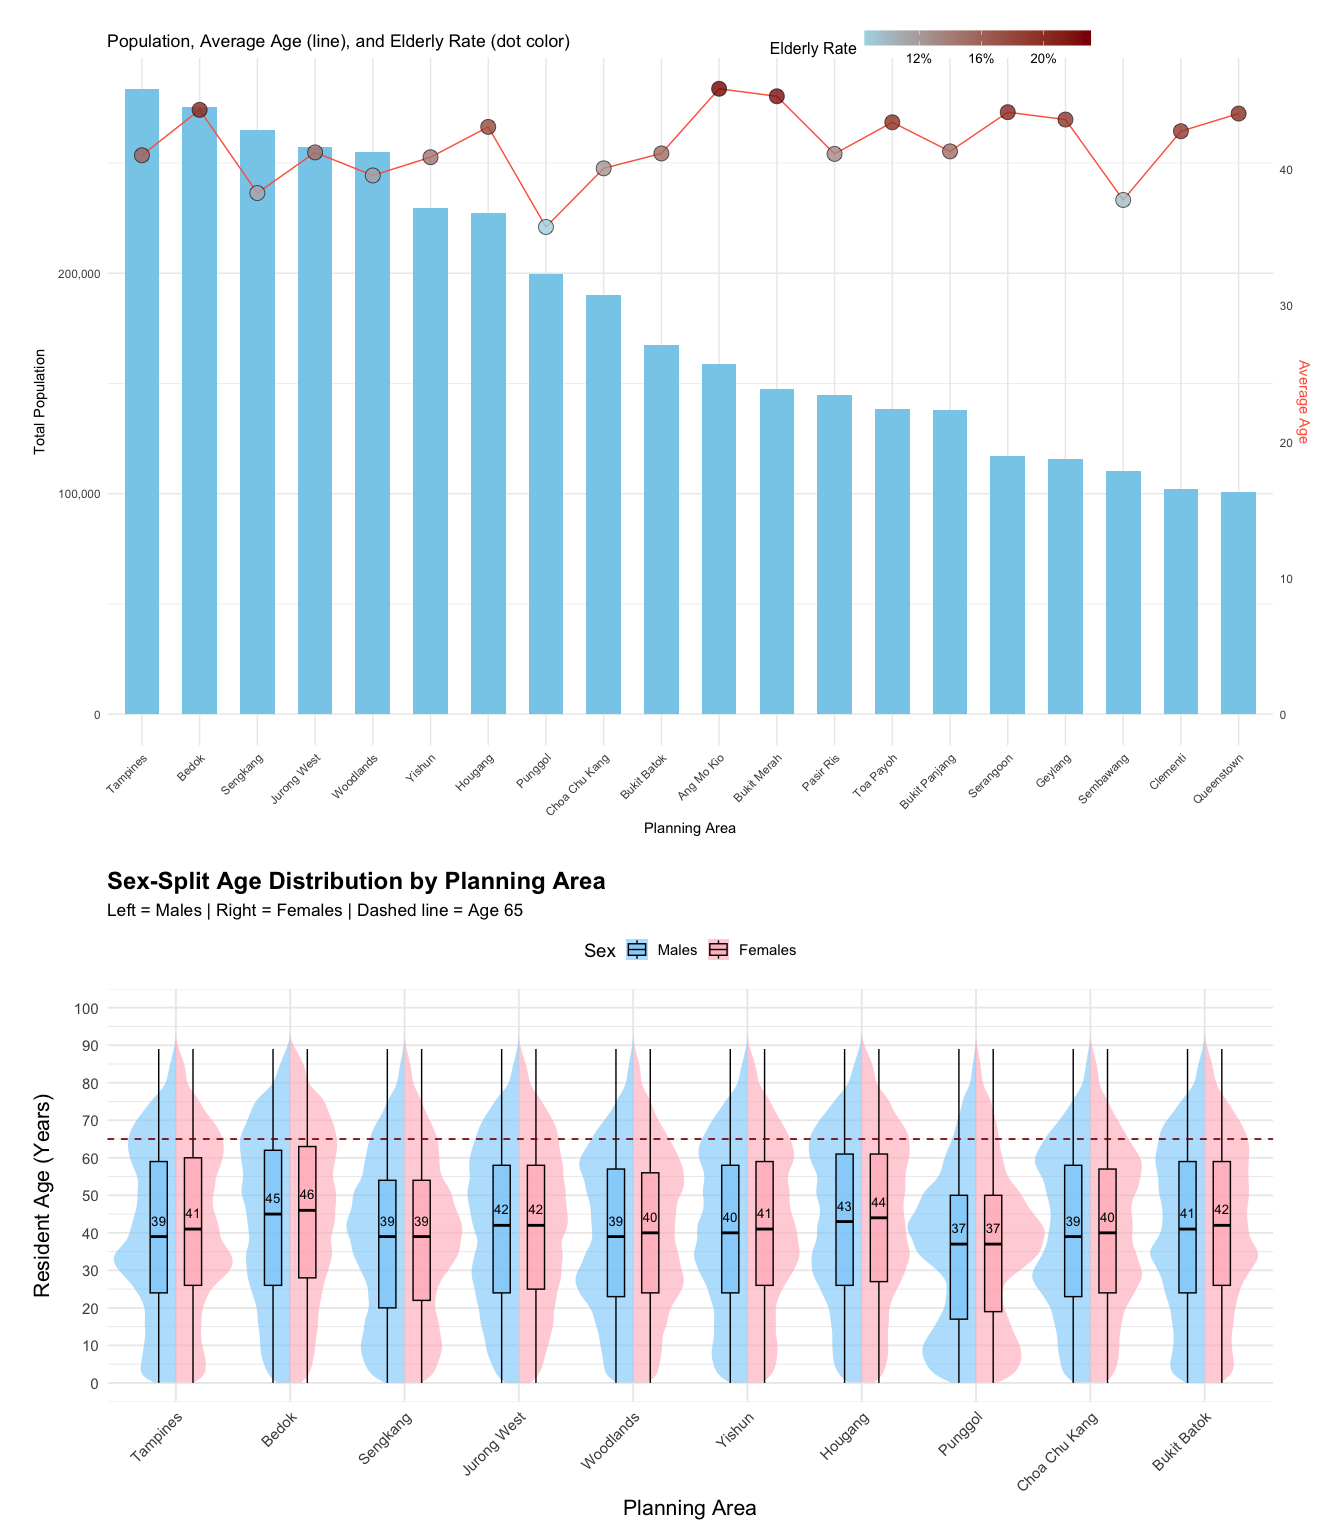 Population, Average Age (line), and Elderly Rate (dot color)
Elderly Rate
12% 16% 20%
Total Population
200,000
100,000
0
40
30
20
10
0
Average Age
Tampines Bedok Sengkang Jurong West Woodlands Yishun Hougang Punggol Choa Chu Kang Bukit Batok Ang Mo Kio Bukit Merah Pasir Ris Toa Payoh Bukit Panjang Serangoon Geylang Sembawang Clementi Queenstown
Planning Area
Sex-Split Age Distribution by Planning Area
Left = Males | Right = Females | Dashed line = Age 65
Sex Males Females
Resident Age (Years)
100
90
80
70
60
50
40
30
20
10
0
39 41 45 46 39 39 42 42 39 40 40 41 43 44 37 37 39 40 41 42
Tampines Bedok Sengkang Jurong West Woodlands Yishun Hougang Punggol Choa Chu Kang Bukit Batok
Planning Area